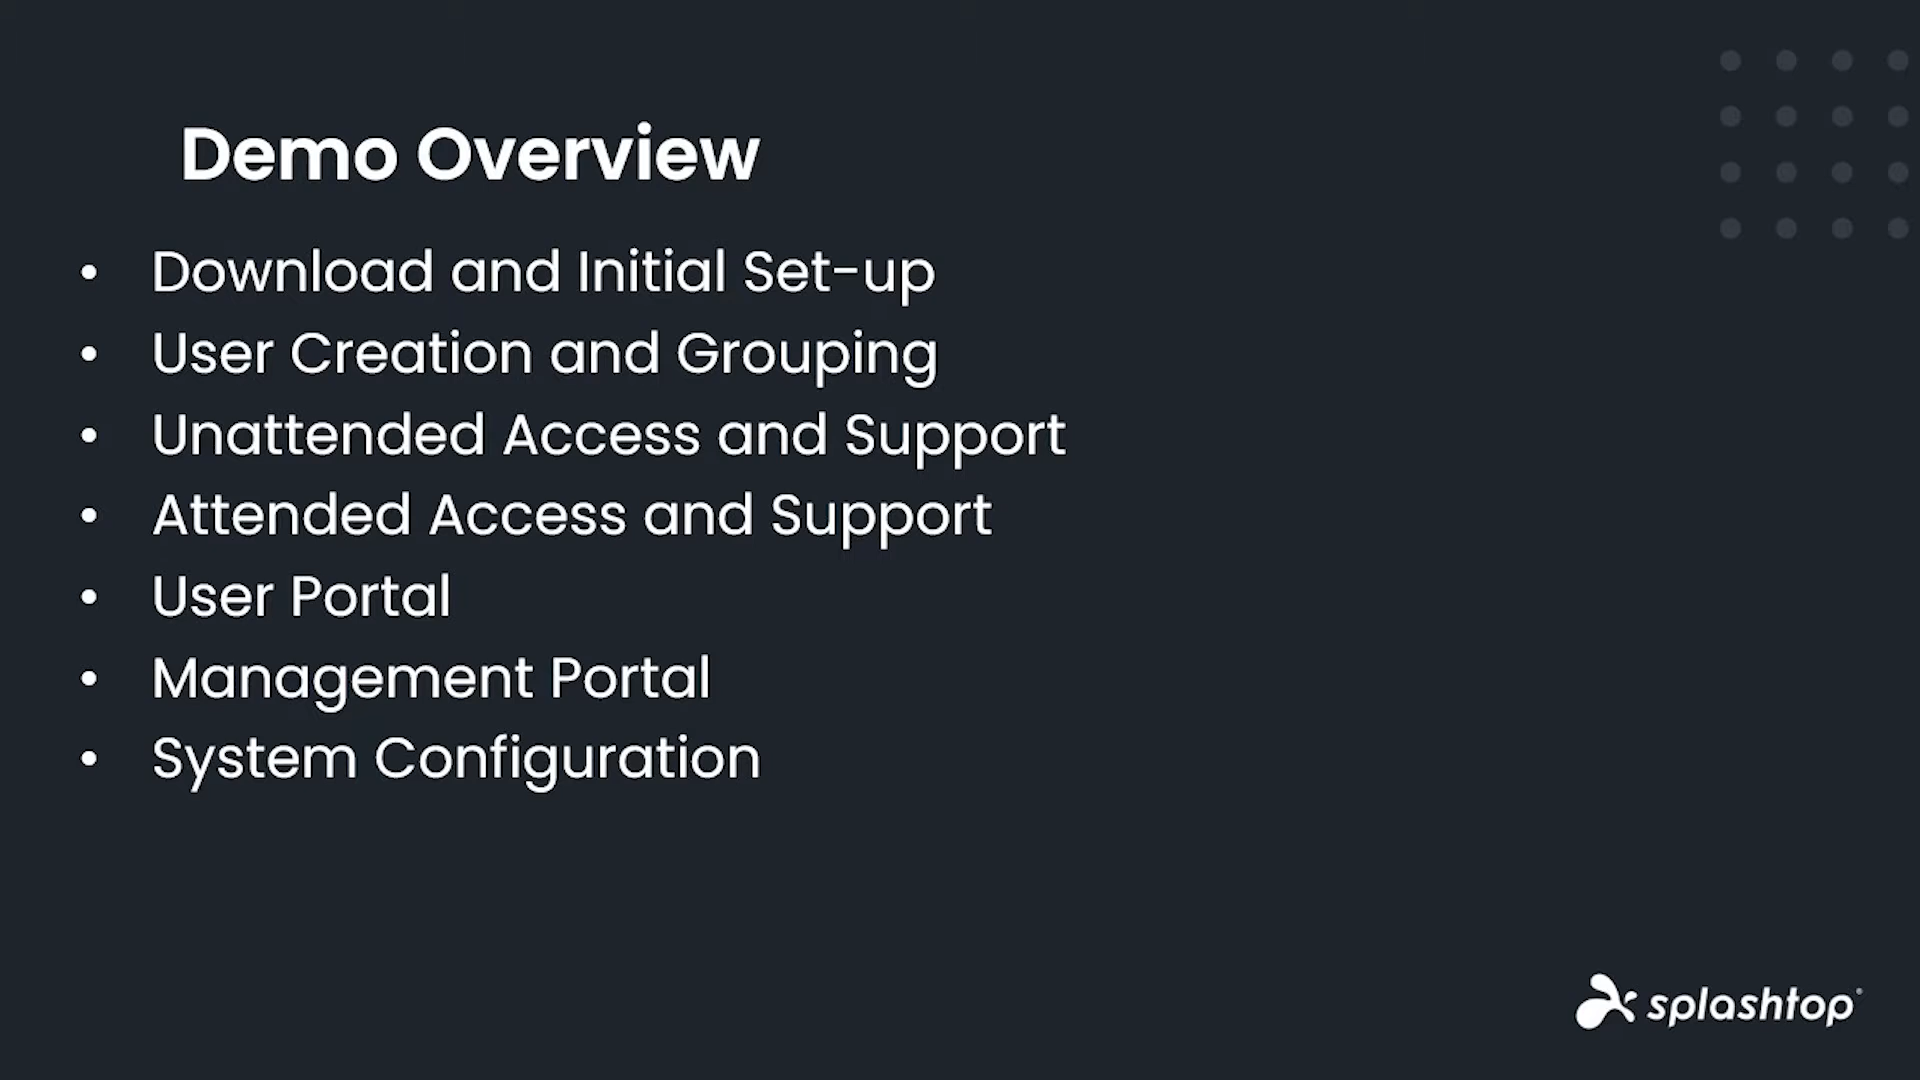 Demo Overview
• Download and Initial Set-up
• User Creation and Grouping
• Unattended Access and Support
• Attended Access and Support
• User Portal
• Management Portal
• System Configuration
splashtop®